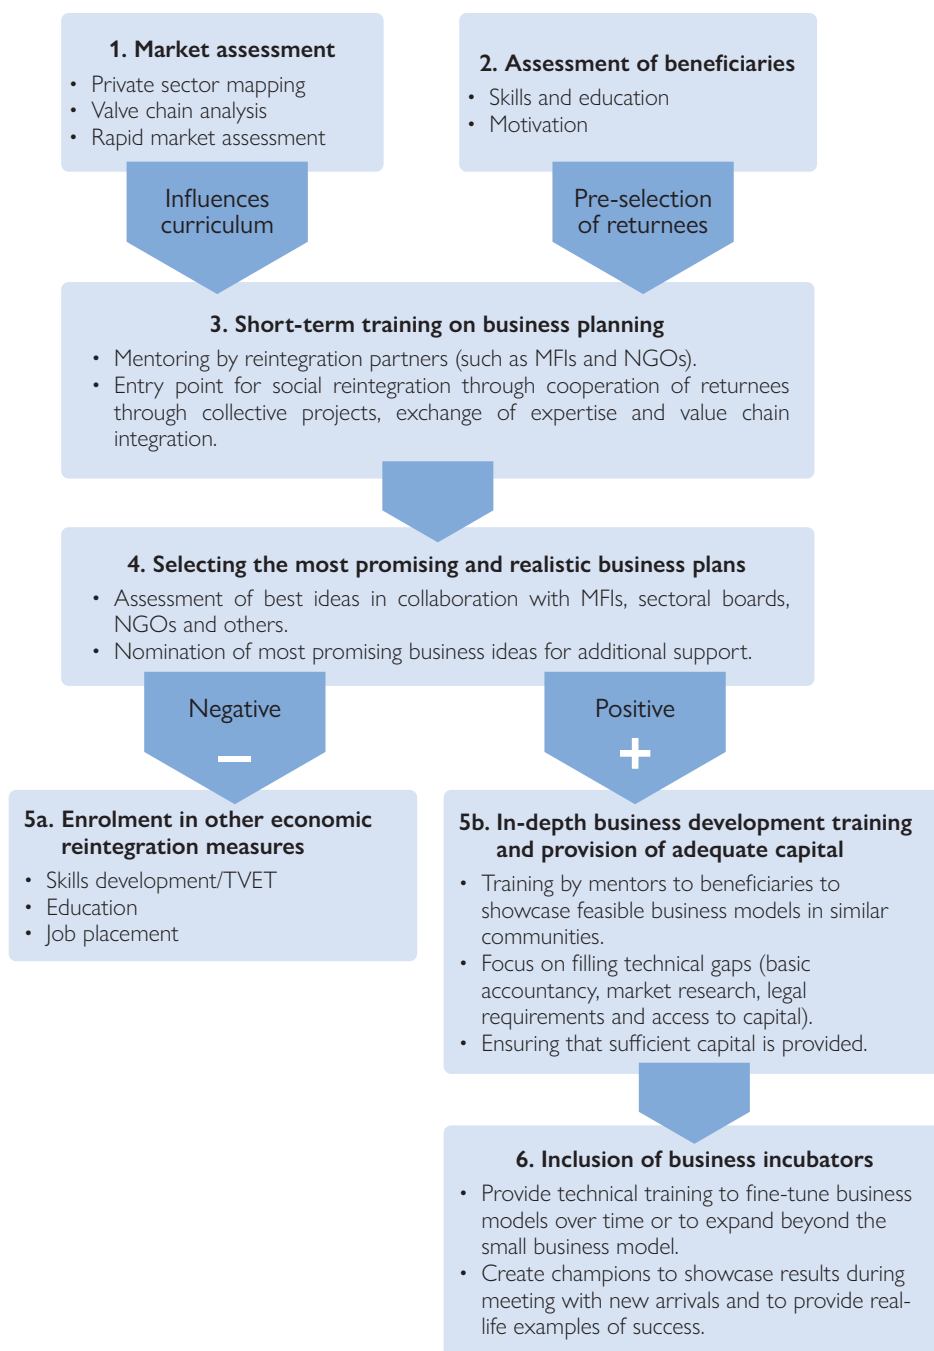 1. Market assessment
• Private sector mapping
• Valve chain analysis
• Rapid market assessment
2. Assessment of beneficiaries
• Skills and education
• Motivation
Influences
curriculum
Pre-selection
of returnees
3. Short-term training on business planning
• Mentoring by reintegration partners (such as MFIs and NGOs).
• Entry point for social reintegration through cooperation of returnees
through collective projects, exchange of expertise and value chain
integration.
4. Selecting the most promising and realistic business plans
• Assessment of best ideas in collaboration with MFIs, sectoral boards,
NGOs and others.
• Nomination of most promising business ideas for additional support.
Negative
–
Positive
+
5a. Enrolment in other economic
reintegration measures
• Skills development/TVET
• Education
• Job placement
5b. In-depth business development training
and provision of adequate capital
• Training by mentors to beneficiaries to
showcase feasible business models in similar
communities.
• Focus on filling technical gaps (basic
accountancy, market research, legal
requirements and access to capital).
• Ensuring that sufficient capital is provided.
6. Inclusion of business incubators
• Provide technical training to fine-tune business
models over time or to expand beyond the
small business model.
• Create champions to showcase results during
meeting with new arrivals and to provide real-
life examples of success.